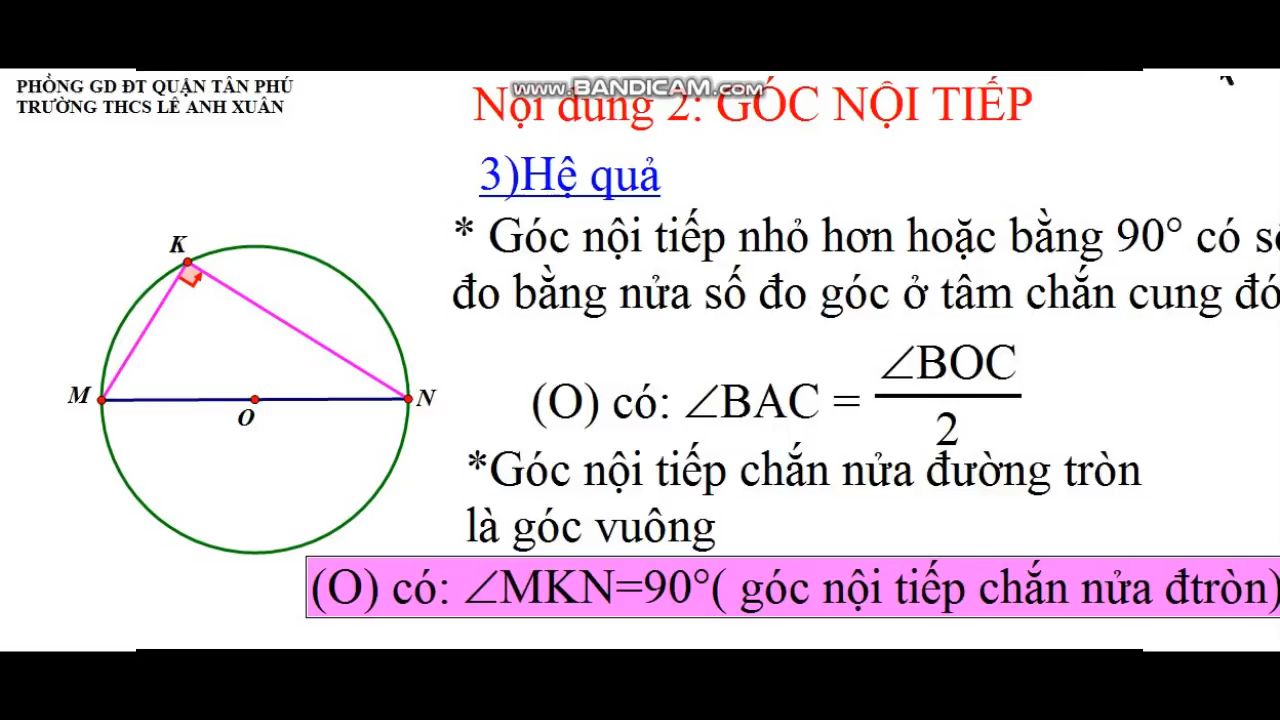 PHỒNG GD ĐT QUẬN TÂN PHÚ
TRƯỜNG THCS LÊ ANH XUÂN
www.BANDICAM.com
Nội dung 2: GÓC NỘI TIẾP
3)Hệ quả
* Góc nội tiếp nhỏ hơn hoặc bằng 90° có số
đo bằng nửa số đo góc ở tâm chắn cung đó
(O) có: ∠BAC = ∠BOC/2
*Góc nội tiếp chắn nửa đường tròn
là góc vuông
(O) có: ∠MKN=90°( góc nội tiếp chắn nửa đtròn)
K
M
O
N